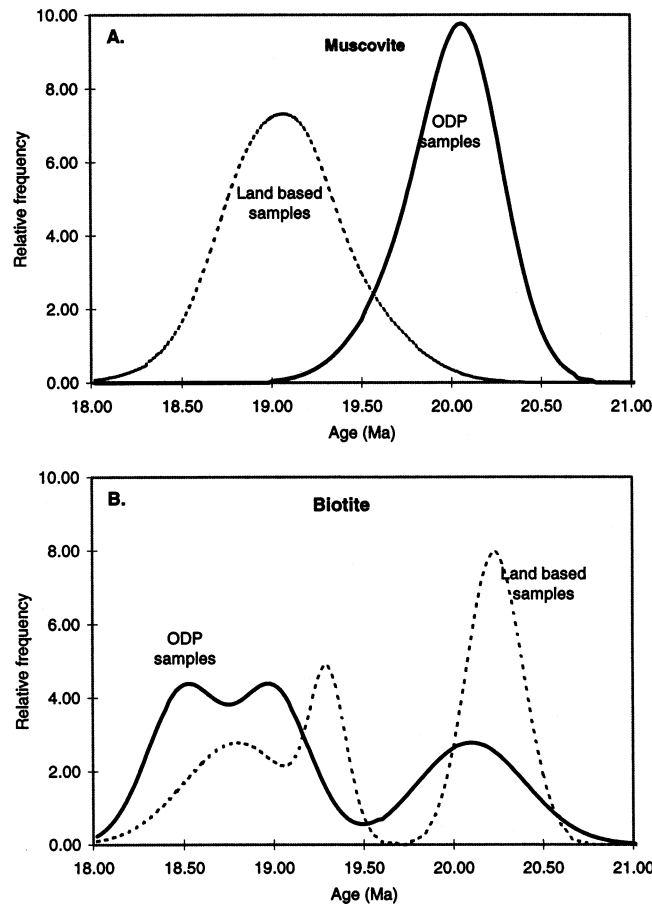 A.
Muscovite
10.00
8.00
6.00
4.00
2.00
0.00
Relative frequency
ODP
samples
Land based
samples
18.00 18.50 19.00 19.50 20.00 20.50 21.00
Age (Ma)
B.
Biotite
10.00
8.00
6.00
4.00
2.00
0.00
Relative frequency
ODP
samples
Land based
samples
18.00 18.50 19.00 19.50 20.00 20.50 21.00
Age (Ma)